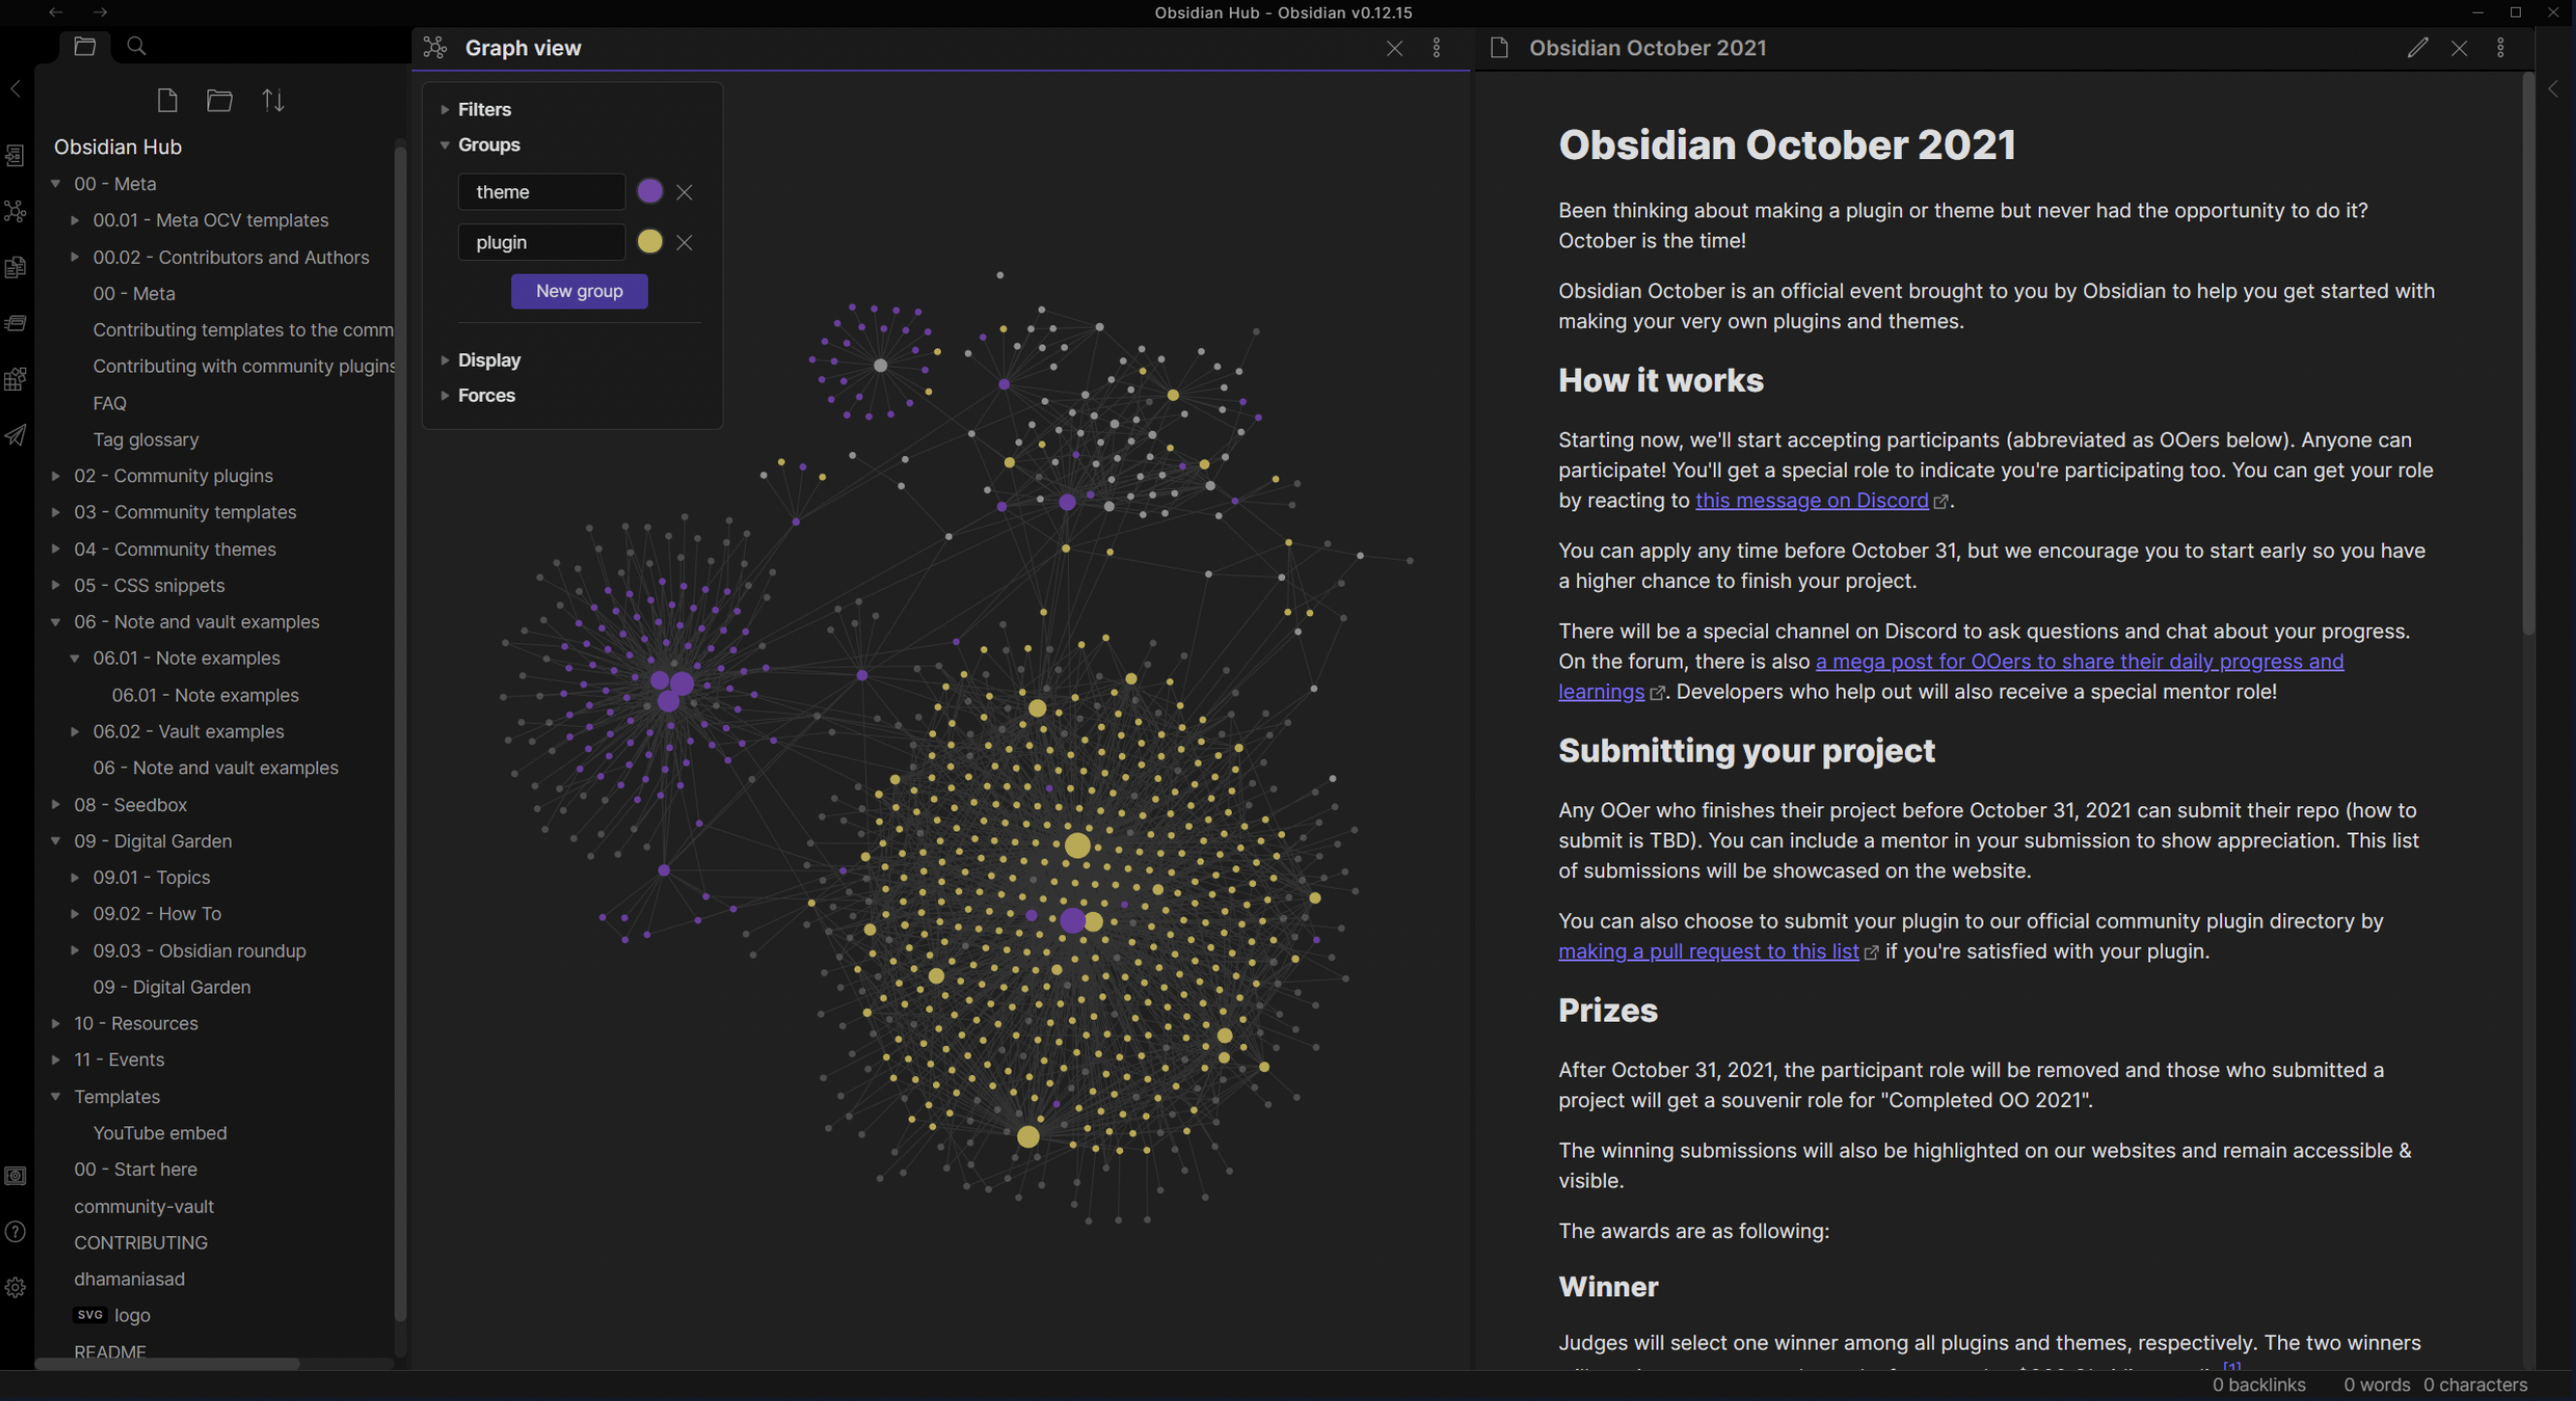 Obsidian Hub - Obsidian v0.12.15
Obsidian Hub
00 - Meta
00.01 - Meta OCV templates
00.02 - Contributors and Authors
00 - Meta
Contributing templates to the comm
Contributing with community plugins
FAQ
Tag glossary
02 - Community plugins
03 - Community templates
04 - Community themes
05 - CSS snippets
06 - Note and vault examples
06.01 - Note examples
06.01 - Note examples
06.02 - Vault examples
06 - Note and vault examples
08 - Seedbox
09 - Digital Garden
09.01 - Topics
09.02 - How To
09.03 - Obsidian roundup
09 - Digital Garden
10 - Resources
11 - Events
Templates
YouTube embed
00 - Start here
community-vault
CONTRIBUTING
dhamaniasad
SVG logo
README
Graph view
Filters
Groups
theme
plugin
New group
Display
Forces
Obsidian October 2021
Obsidian October 2021
Been thinking about making a plugin or theme but never had the opportunity to do it?
October is the time!
Obsidian October is an official event brought to you by Obsidian to help you get started with
making your very own plugins and themes.
How it works
Starting now, we'll start accepting participants (abbreviated as OOers below). Anyone can
participate! You'll get a special role to indicate you're participating too. You can get your role
by reacting to this message on Discord.
You can apply any time before October 31, but we encourage you to start early so you have
a higher chance to finish your project.
There will be a special channel on Discord to ask questions and chat about your progress.
On the forum, there is also a mega post for OOers to share their daily progress and
learnings. Developers who help out will also receive a special mentor role!
Submitting your project
Any OOer who finishes their project before October 31, 2021 can submit their repo (how to
submit is TBD). You can include a mentor in your submission to show appreciation. This list
of submissions will be showcased on the website.
You can also choose to submit your plugin to our official community plugin directory by
making a pull request to this list if you're satisfied with your plugin.
Prizes
After October 31, 2021, the participant role will be removed and those who submitted a
project will get a souvenir role for "Completed OO 2021".
The winning submissions will also be highlighted on our websites and remain accessible &
visible.
The awards are as following:
Winner
Judges will select one winner among all plugins and themes, respectively. The two winners
[1]
0 backlinks
0 words 0 characters